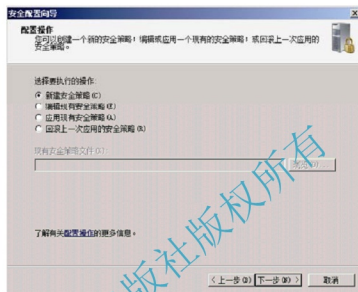 安全配置向导
配置操作
您可以创建一个新的安全策略；编辑或应用一个现有的安全策略；或回滚上一次应用的安全策略。
选择要执行的操作:
新建安全策略(C)
编辑现有安全策略(E)
应用现有安全策略(A)
回滚上一次应用的安全策略(R)
现有安全策略文件(X):
浏览(B)...
了解有关配置操作的更多信息。
<上一步(B) 下一步(N)> 取消
版社版权所有